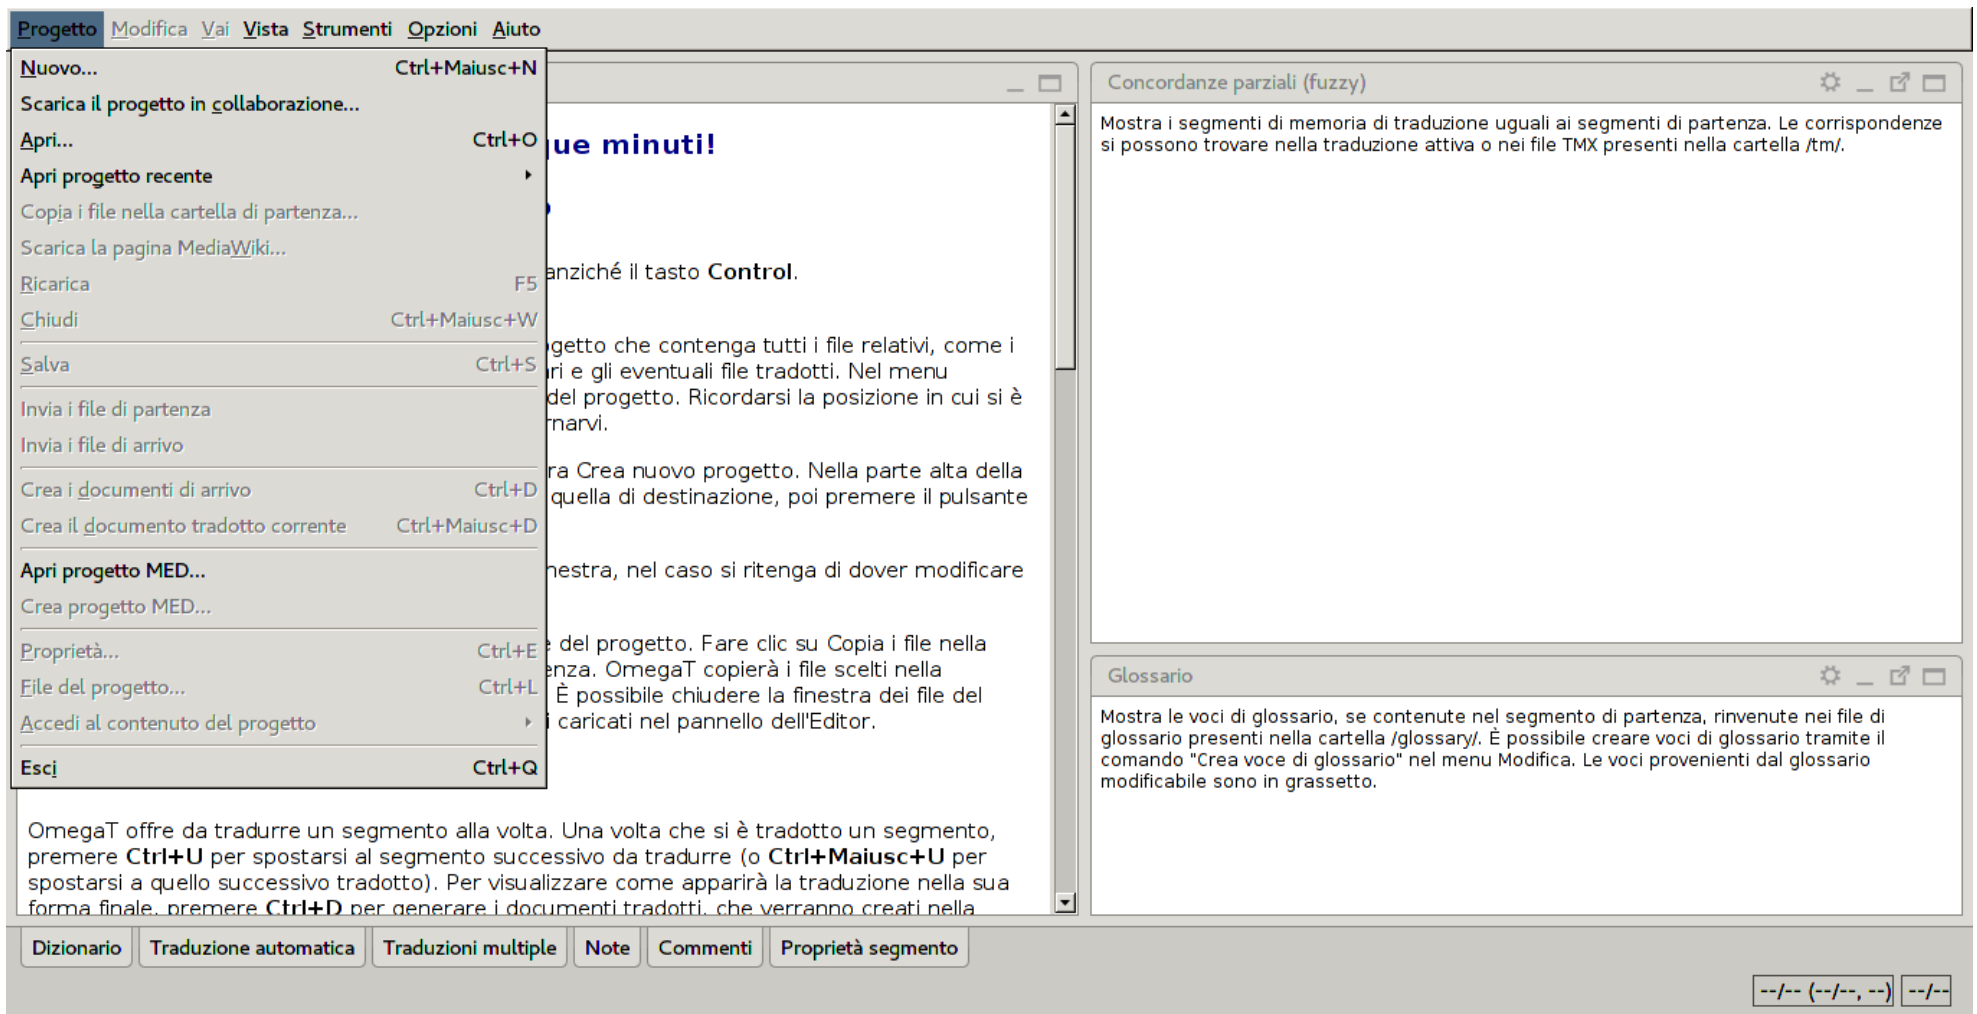 Progetto Modifica Vai Vista Strumenti Opzioni Aiuto
Nuovo... Ctrl+Maiusc+N
Scarica il progetto in collaborazione...
Apri... Ctrl+O
Apri progetto recente
Copia i file nella cartella di partenza...
Scarica la pagina MediaWiki...
Ricarica F5
Chiudi Ctrl+Maiusc+W
Salva Ctrl+S
Invia i file di partenza
Invia i file di arrivo
Crea i documenti di arrivo Ctrl+D
Crea il documento tradotto corrente Ctrl+Maiusc+D
Apri progetto MED...
Crea progetto MED...
Proprietà... Ctrl+E
File del progetto... Ctrl+L
Accedi al contenuto del progetto
Esci Ctrl+Q
ue minuti!
anziché il tasto Control.
getto che contenga tutti i file relativi, come i
ri e gli eventuali file tradotti. Nel menu
del progetto. Ricordarsi la posizione in cui si è
rnarvi.
ra Crea nuovo progetto. Nella parte alta della
quella di destinazione, poi premere il pulsante
nestra, nel caso si ritenga di dover modificare
del progetto. Fare clic su Copia i file nella
enza. OmegaT copierà i file scelti nella
È possibile chiudere la finestra dei file del
i caricati nel pannello dell'Editor.
OmegaT offre da tradurre un segmento alla volta. Una volta che si è tradotto un segmento,
premere Ctrl+U per spostarsi al segmento successivo da tradurre (o Ctrl+Maiusc+U per
spostarsi a quello successivo tradotto). Per visualizzare come apparirà la traduzione nella sua
forma finale, premere Ctrl+D per generare i documenti tradotti, che verranno creati nella
Concordanze parziali (fuzzy)
Mostra i segmenti di memoria di traduzione uguali ai segmenti di partenza. Le corrispondenze
si possono trovare nella traduzione attiva o nei file TMX presenti nella cartella /tm/.
Glossario
Mostra le voci di glossario, se contenute nel segmento di partenza, rinvenute nei file di
glossario presenti nella cartella /glossary/. È possibile creare voci di glossario tramite il
comando "Crea voce di glossario" nel menu Modifica. Le voci provenienti dal glossario
modificabile sono in grassetto.
Dizionario Traduzione automatica Traduzioni multiple Note Commenti Proprietà segmento
--/-- (--/--, --) --/--